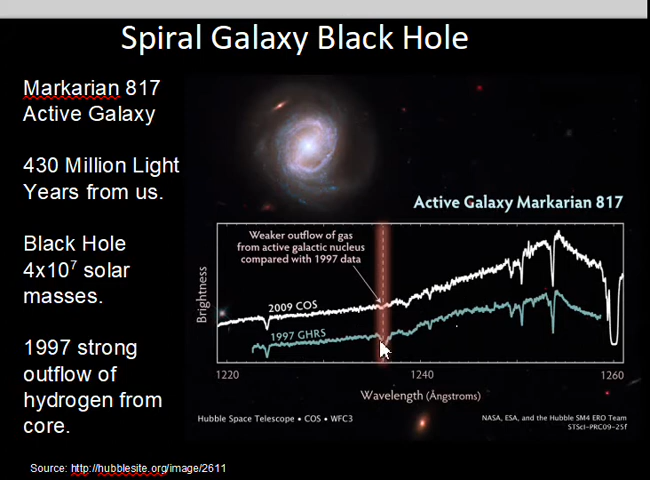 Spiral Galaxy Black Hole
Markarian 817
Active Galaxy
430 Million Light
Years from us.
Black Hole
4x10⁷ solar
masses.
1997 strong
outflow of
hydrogen from
core.
Active Galaxy Markarian 817
Weaker outflow of gas
from active galactic nucleus
compared with 1997 data
Brightness
2009 COS
1997 GHRS
1220 1240 1260
Wavelength (Ångstroms)
Hubble Space Telescope • COS • WFC3
NASA, ESA, and the Hubble SM4 ERO Team
STScI-PRC09-25f
Source: http://hubblesite.org/image/2611